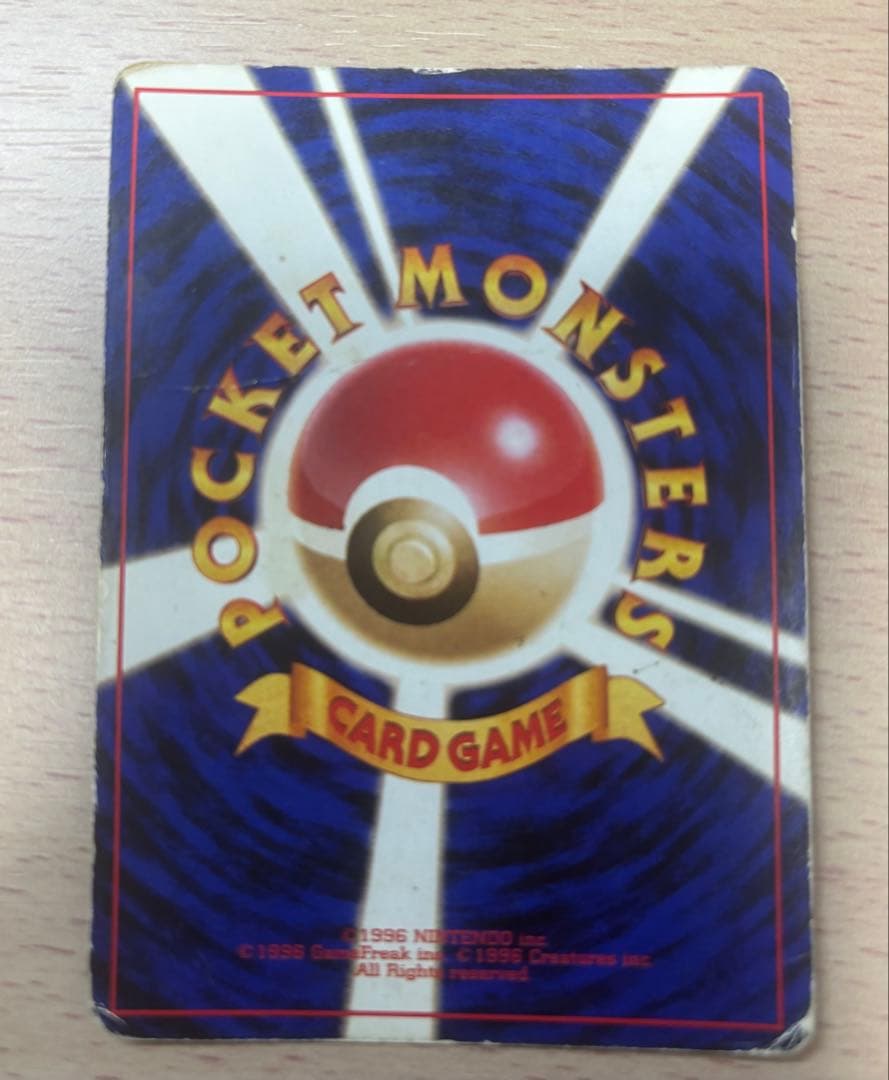 POCKET MONSTERS
CARD GAME
©1996 NINTENDO inc.
©1996 GameFreak inc. ©1996 Creatures inc.
All Rights reserved.